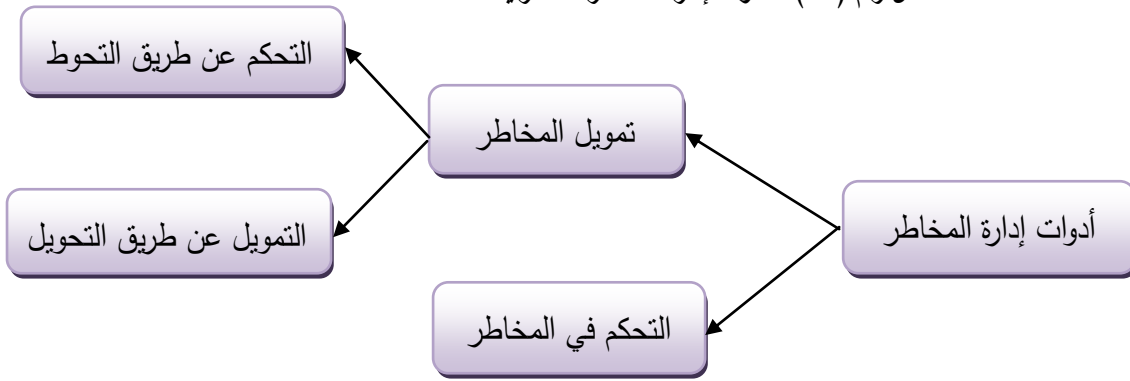 أدوات إدارة المخاطر
تمويل المخاطر
التحكم في المخاطر
التحكم عن طريق التحوط
التمويل عن طريق التحويل